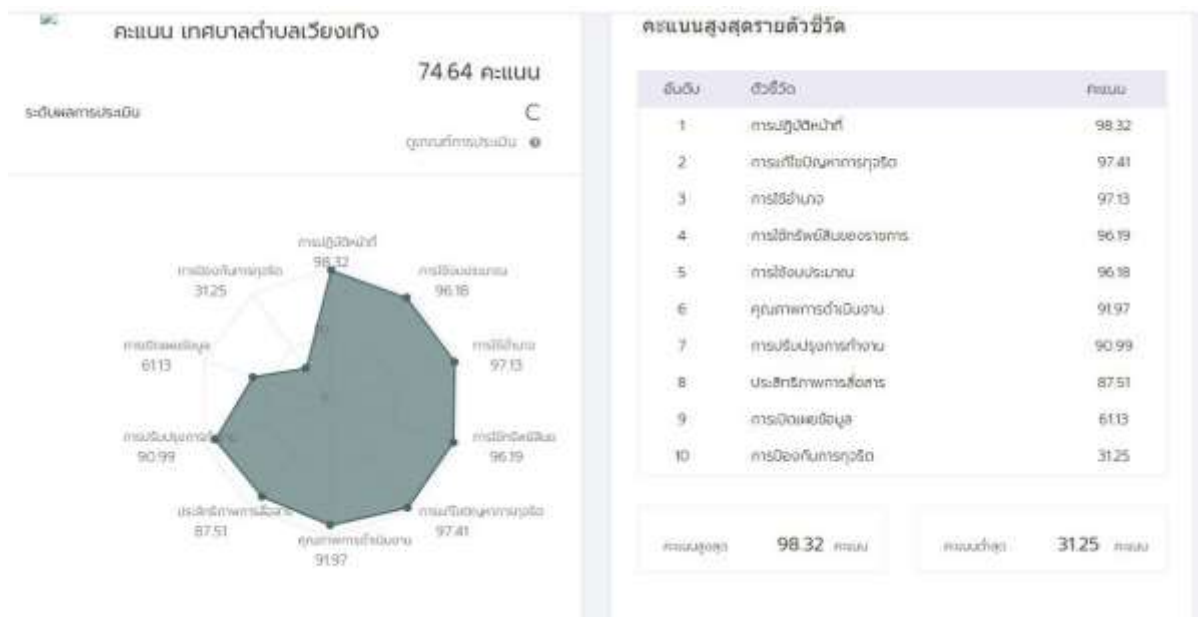 คะแนน เทศบาลตำบลเวียงเทิง
74.64 คะแนน
ระดับผลการประเมิน
C
ดูเกณฑ์การประเมิน
การปฏิบัติหน้าที่
98.32
การป้องกันการทุจริต
31.25
การใช้งบประมาณ
96.18
การเปิดเผยข้อมูล
61.13
การใช้อำนาจ
97.13
การปรับปรุงการทำงาน
90.99
การใช้ทรัพย์สิน
96.19
ประสิทธิภาพการสื่อสาร
87.51
การแก้ไขปัญหาการทุจริต
97.41
คุณภาพการดำเนินงาน
91.97
คะแนนสูงสุดรายตัวชี้วัด
อันดับ ตัวชี้วัด คะแนน
1 การปฏิบัติหน้าที่ 98.32
2 การแก้ไขปัญหาการทุจริต 97.41
3 การใช้อำนาจ 97.13
4 การใช้ทรัพย์สินของราชการ 96.19
5 การใช้งบประมาณ 96.18
6 คุณภาพการดำเนินงาน 91.97
7 การปรับปรุงการทำงาน 90.99
8 ประสิทธิภาพการสื่อสาร 87.51
9 การเปิดเผยข้อมูล 61.13
10 การป้องกันการทุจริต 31.25
คะแนนสูงสุด 98.32 คะแนน คะแนนต่ำสุด 31.25 คะแนน